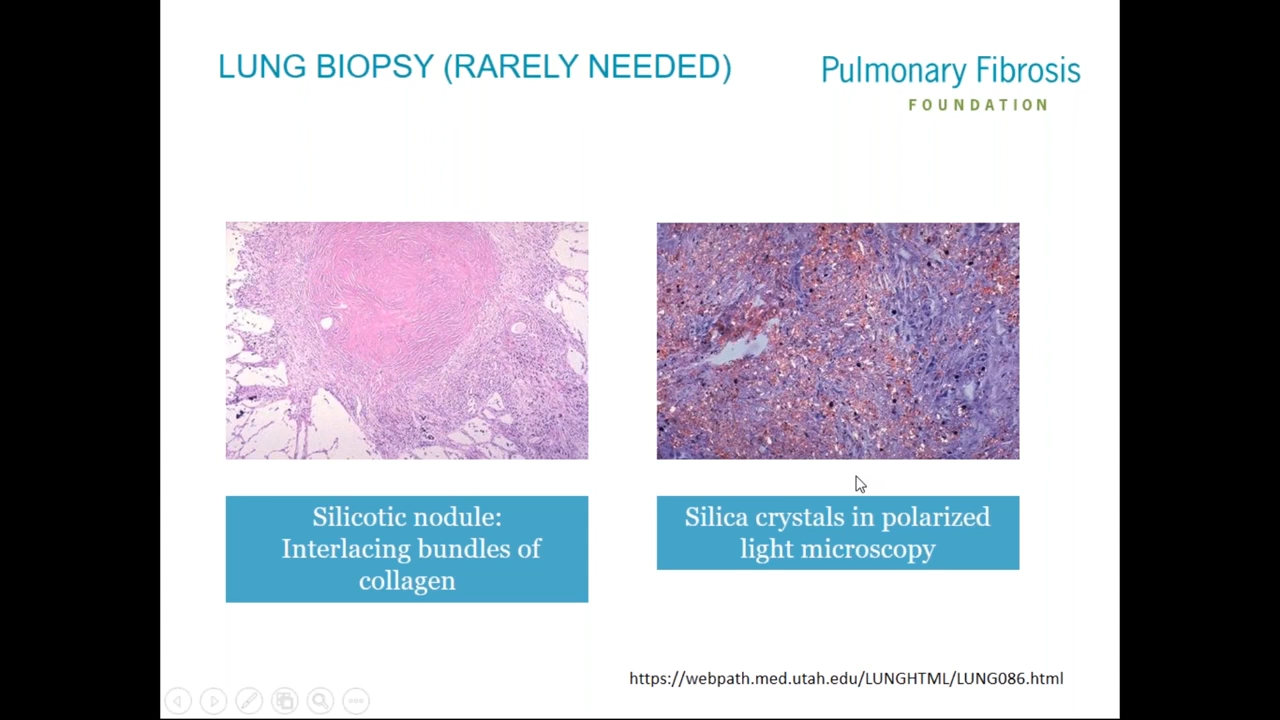 LUNG BIOPSY (RARELY NEEDED)
Pulmonary Fibrosis
FOUNDATION
Silicotic nodule:
Interlacing bundles of
collagen
Silica crystals in polarized
light microscopy
https://webpath.med.utah.edu/LUNGHTML/LUNG086.html